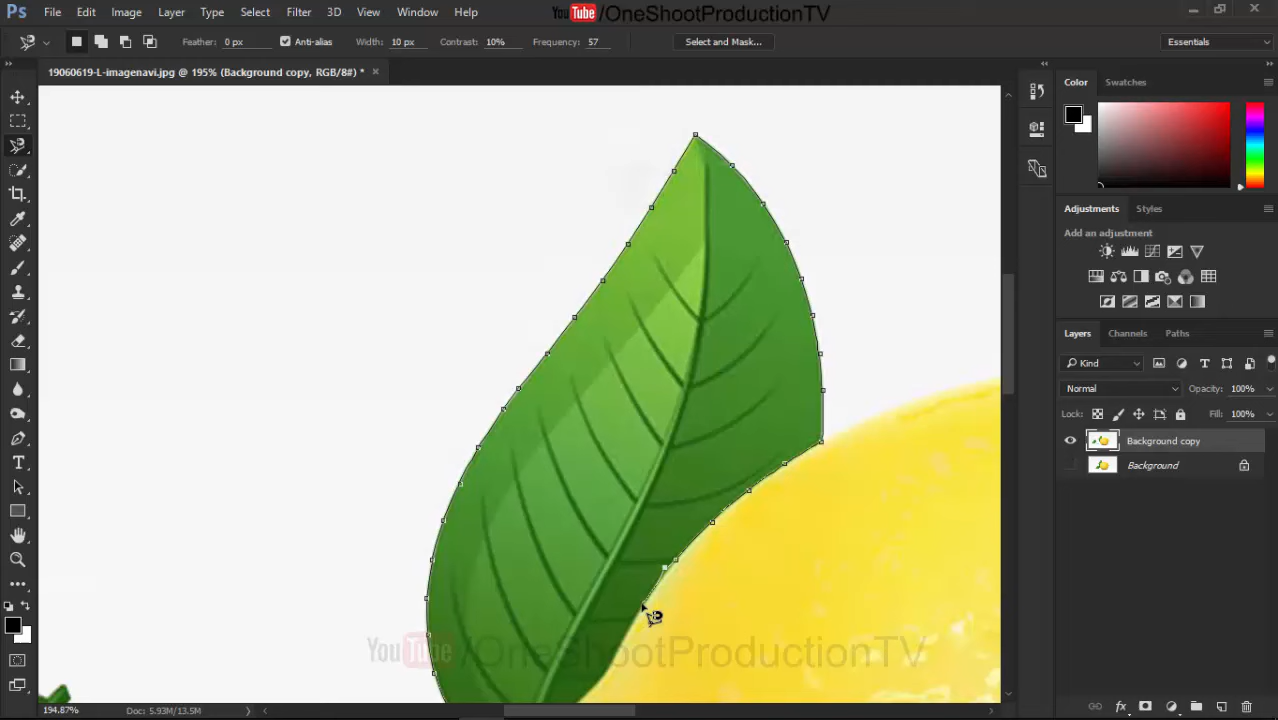 Ps File Edit Image Layer Type Select Filter 3D View Window Help YouTube/OneShootProductionTV
Feather: 0 px Anti-alias Width: 10 px Contrast: 10% Frequency: 57 Select and Mask... Essentials
19060619-L-imagenavi.jpg @ 195% (Background copy, RGB/8#) *
Color Swatches
Adjustments Styles
Add an adjustment
Layers Channels Paths
Kind
Normal Opacity: 100%
Lock: Fill: 100%
Background copy
Background
YouTube/OneShootProductionTV
194.87% Doc: 5.93M/13.5M